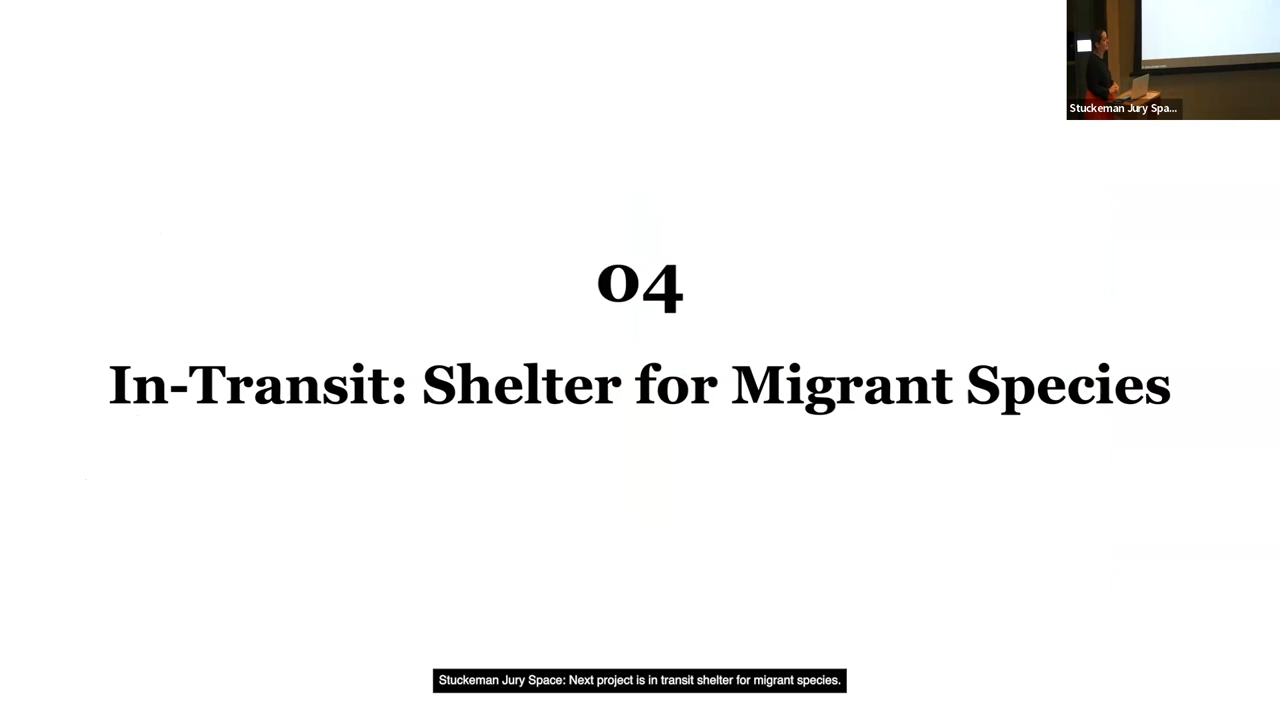 Stuckeman Jury Spa...
04
In-Transit: Shelter for Migrant Species
Stuckeman Jury Space: Next project is in transit shelter for migrant species.